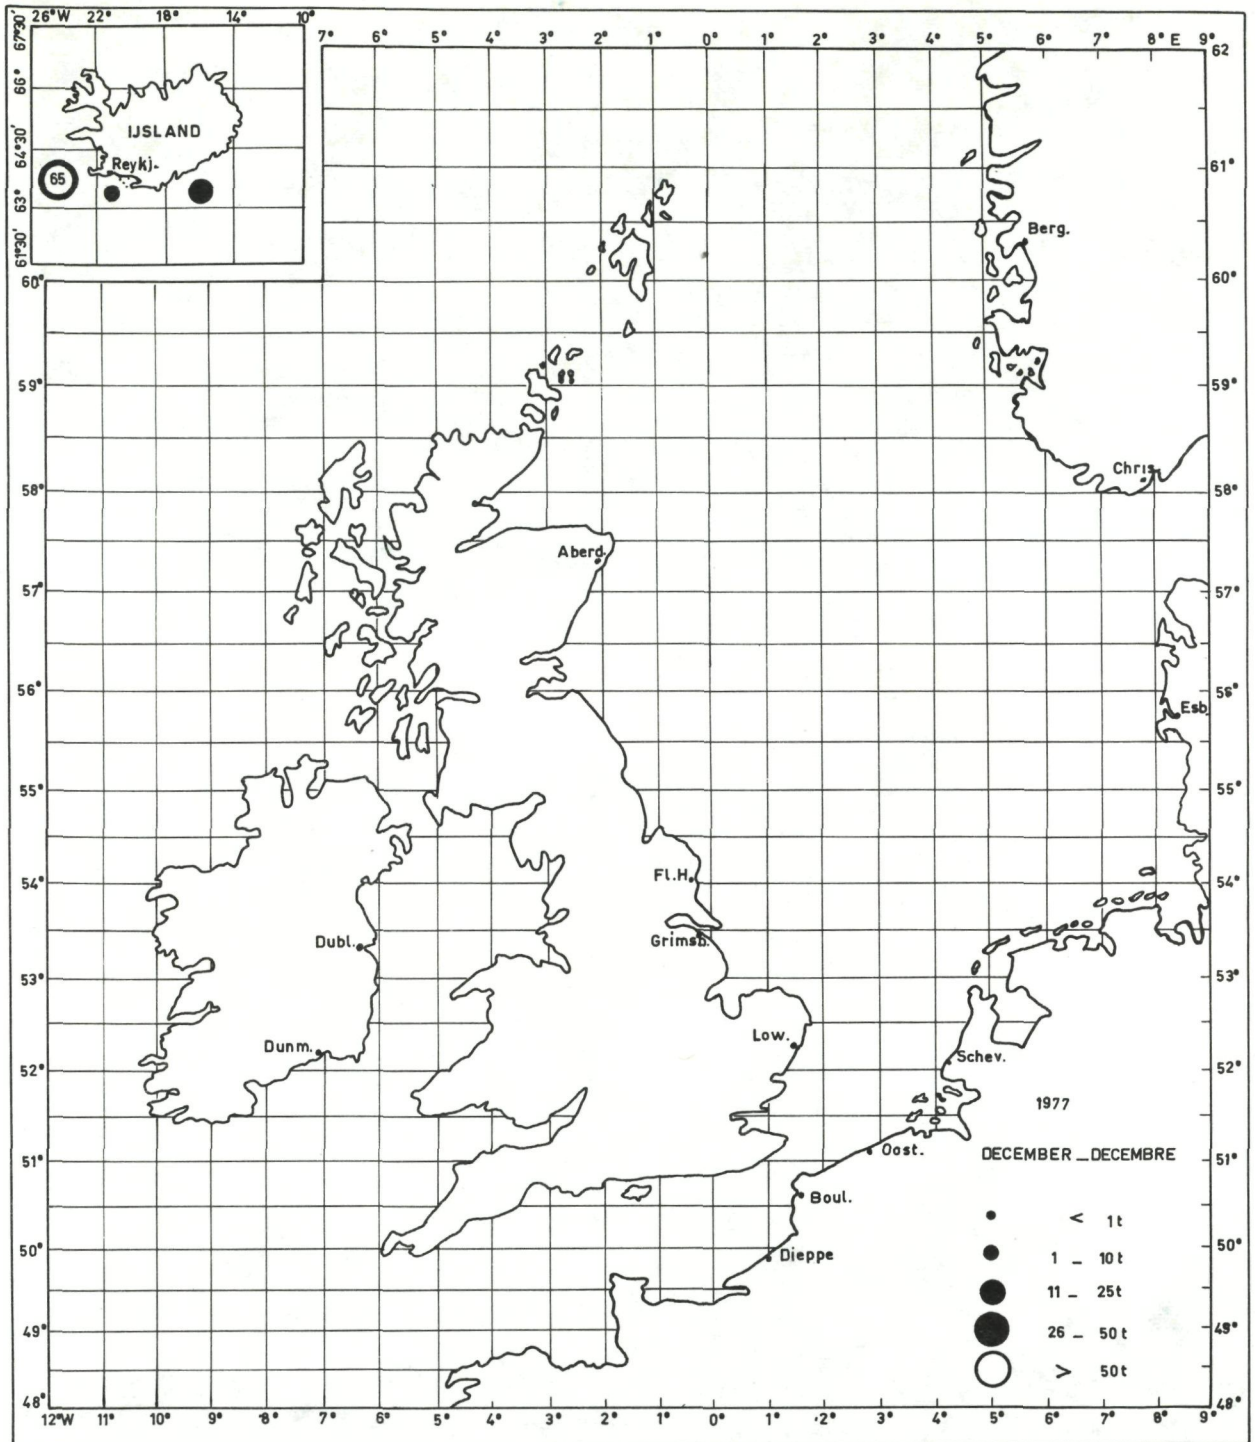 26°W 22° 18° 14° 10°
67°30'
66°
64°30'
63°
61°30'
IJSLAND
Reykj.
65
7° 6° 5° 4° 3° 2° 1° 0° 1° 2° 3° 4° 5° 6° 7° 8° E 9°
62
61°
60° 60°
59° 59°
58° 58°
57° 57°
56° 56°
55° 55°
54° 54°
53° 53°
52° 52°
51° 51°
50° 50°
49° 49°
48° 48°
Berg.
Chris
Aberd.
Esb
Fl.H.
Dubl.
Grimsb.
Low.
Dunm.
Schev.
Oost.
Boul.
Dieppe
1977
DECEMBER _ DECEMBRE
< 1t
1 _ 10t
11 _ 25t
26 _ 50t
> 50t
12°W 11° 10° 9° 8° 7° 6° 5° 4° 3° 2° 1° 0° 1° 2° 3° 4° 5° 6° 7° 8° 9°